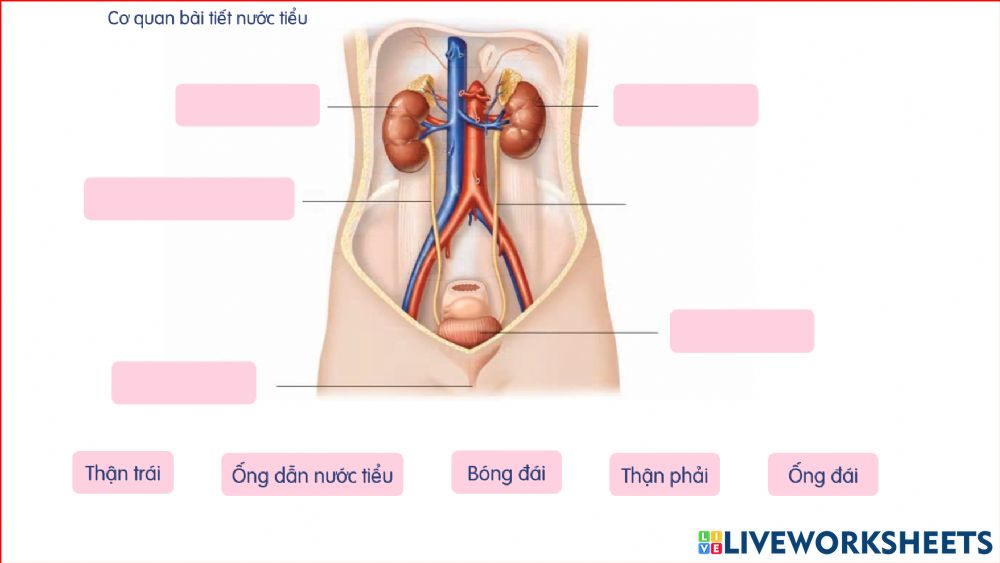 Cơ quan bài tiết nước tiểu
Thận trái
Ống dẫn nước tiểu
Bóng đái
Thận phải
Ống đái
LIVEWORKSHEETS